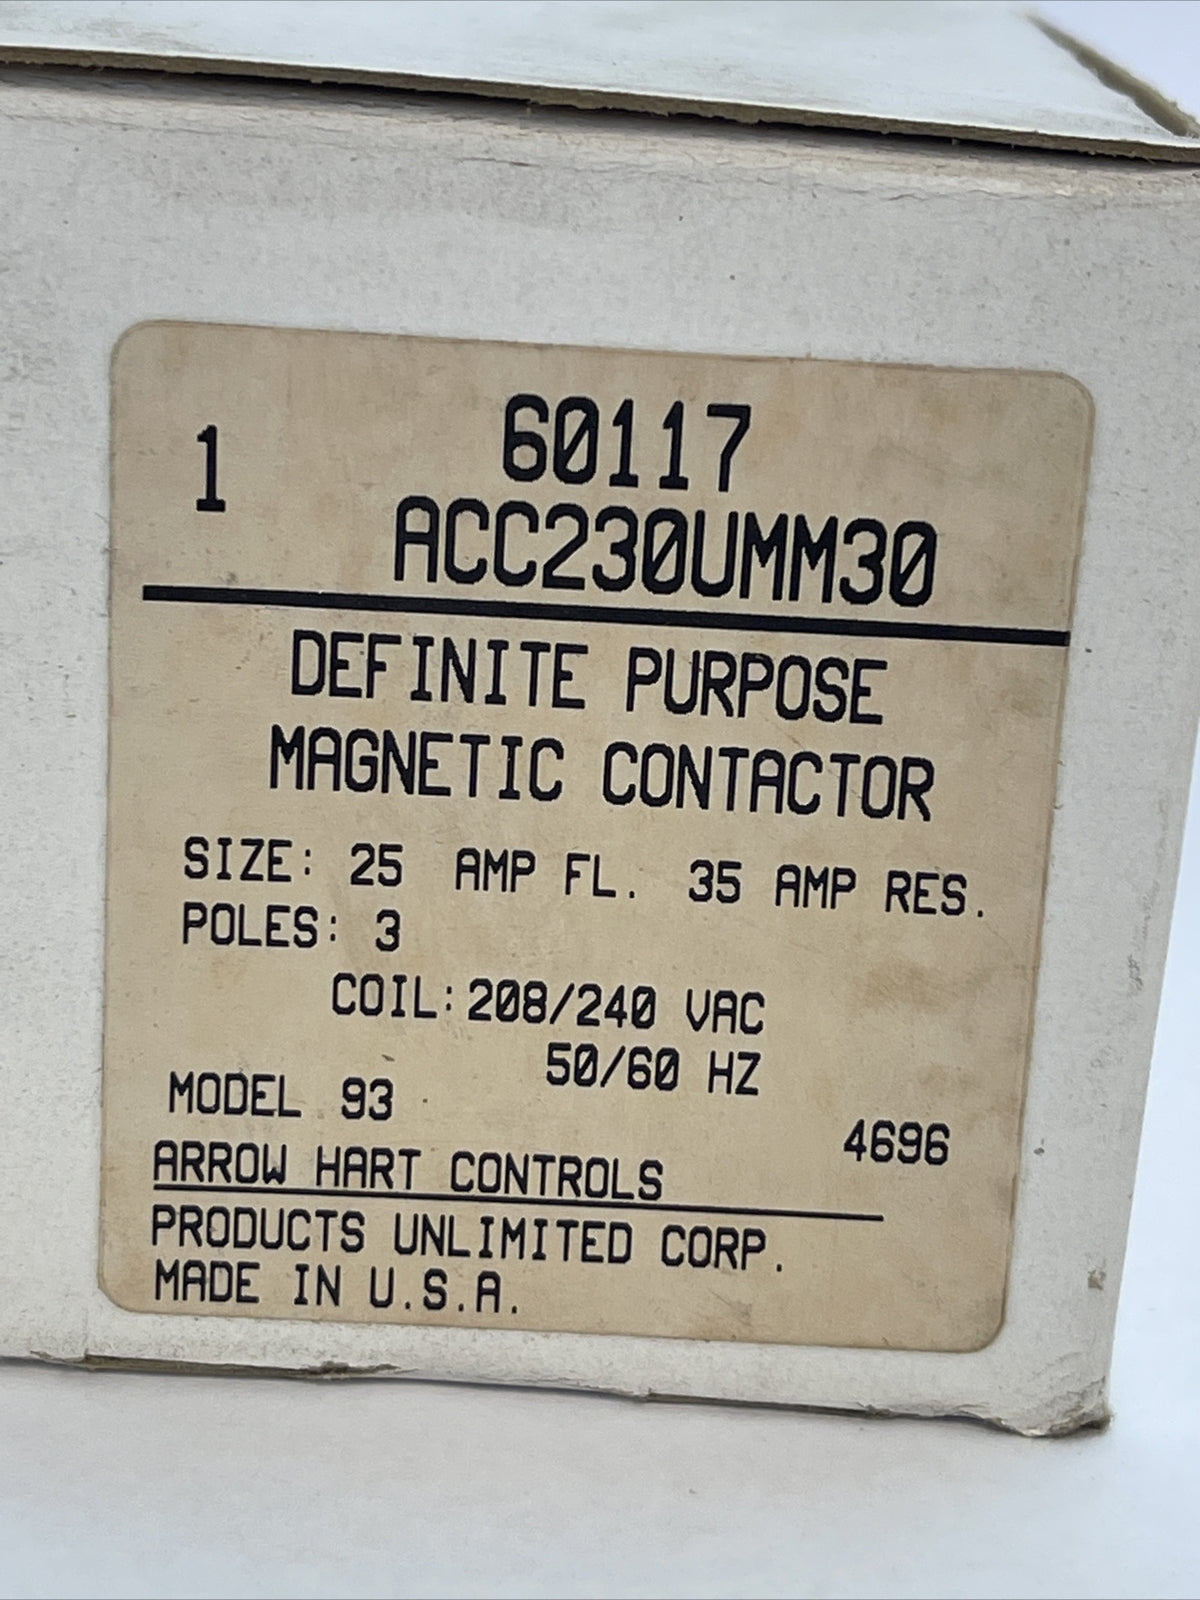 60117
1
ACC230UMM30
DEFINITE PURPOSE
MAGNETIC CONTACTOR
SIZE: 25 AMP FL. 35 AMP RES.
POLES: 3
COIL: 208/240 VAC
50/60 HZ
MODEL 93
4696
ARROW HART CONTROLS
PRODUCTS UNLIMITED CORP.
MADE IN U.S.A.